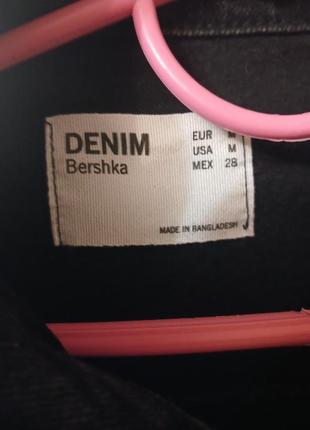 DENIM
Bershka
EUR M
USA M
MEX 28
MADE IN BANGLADESH